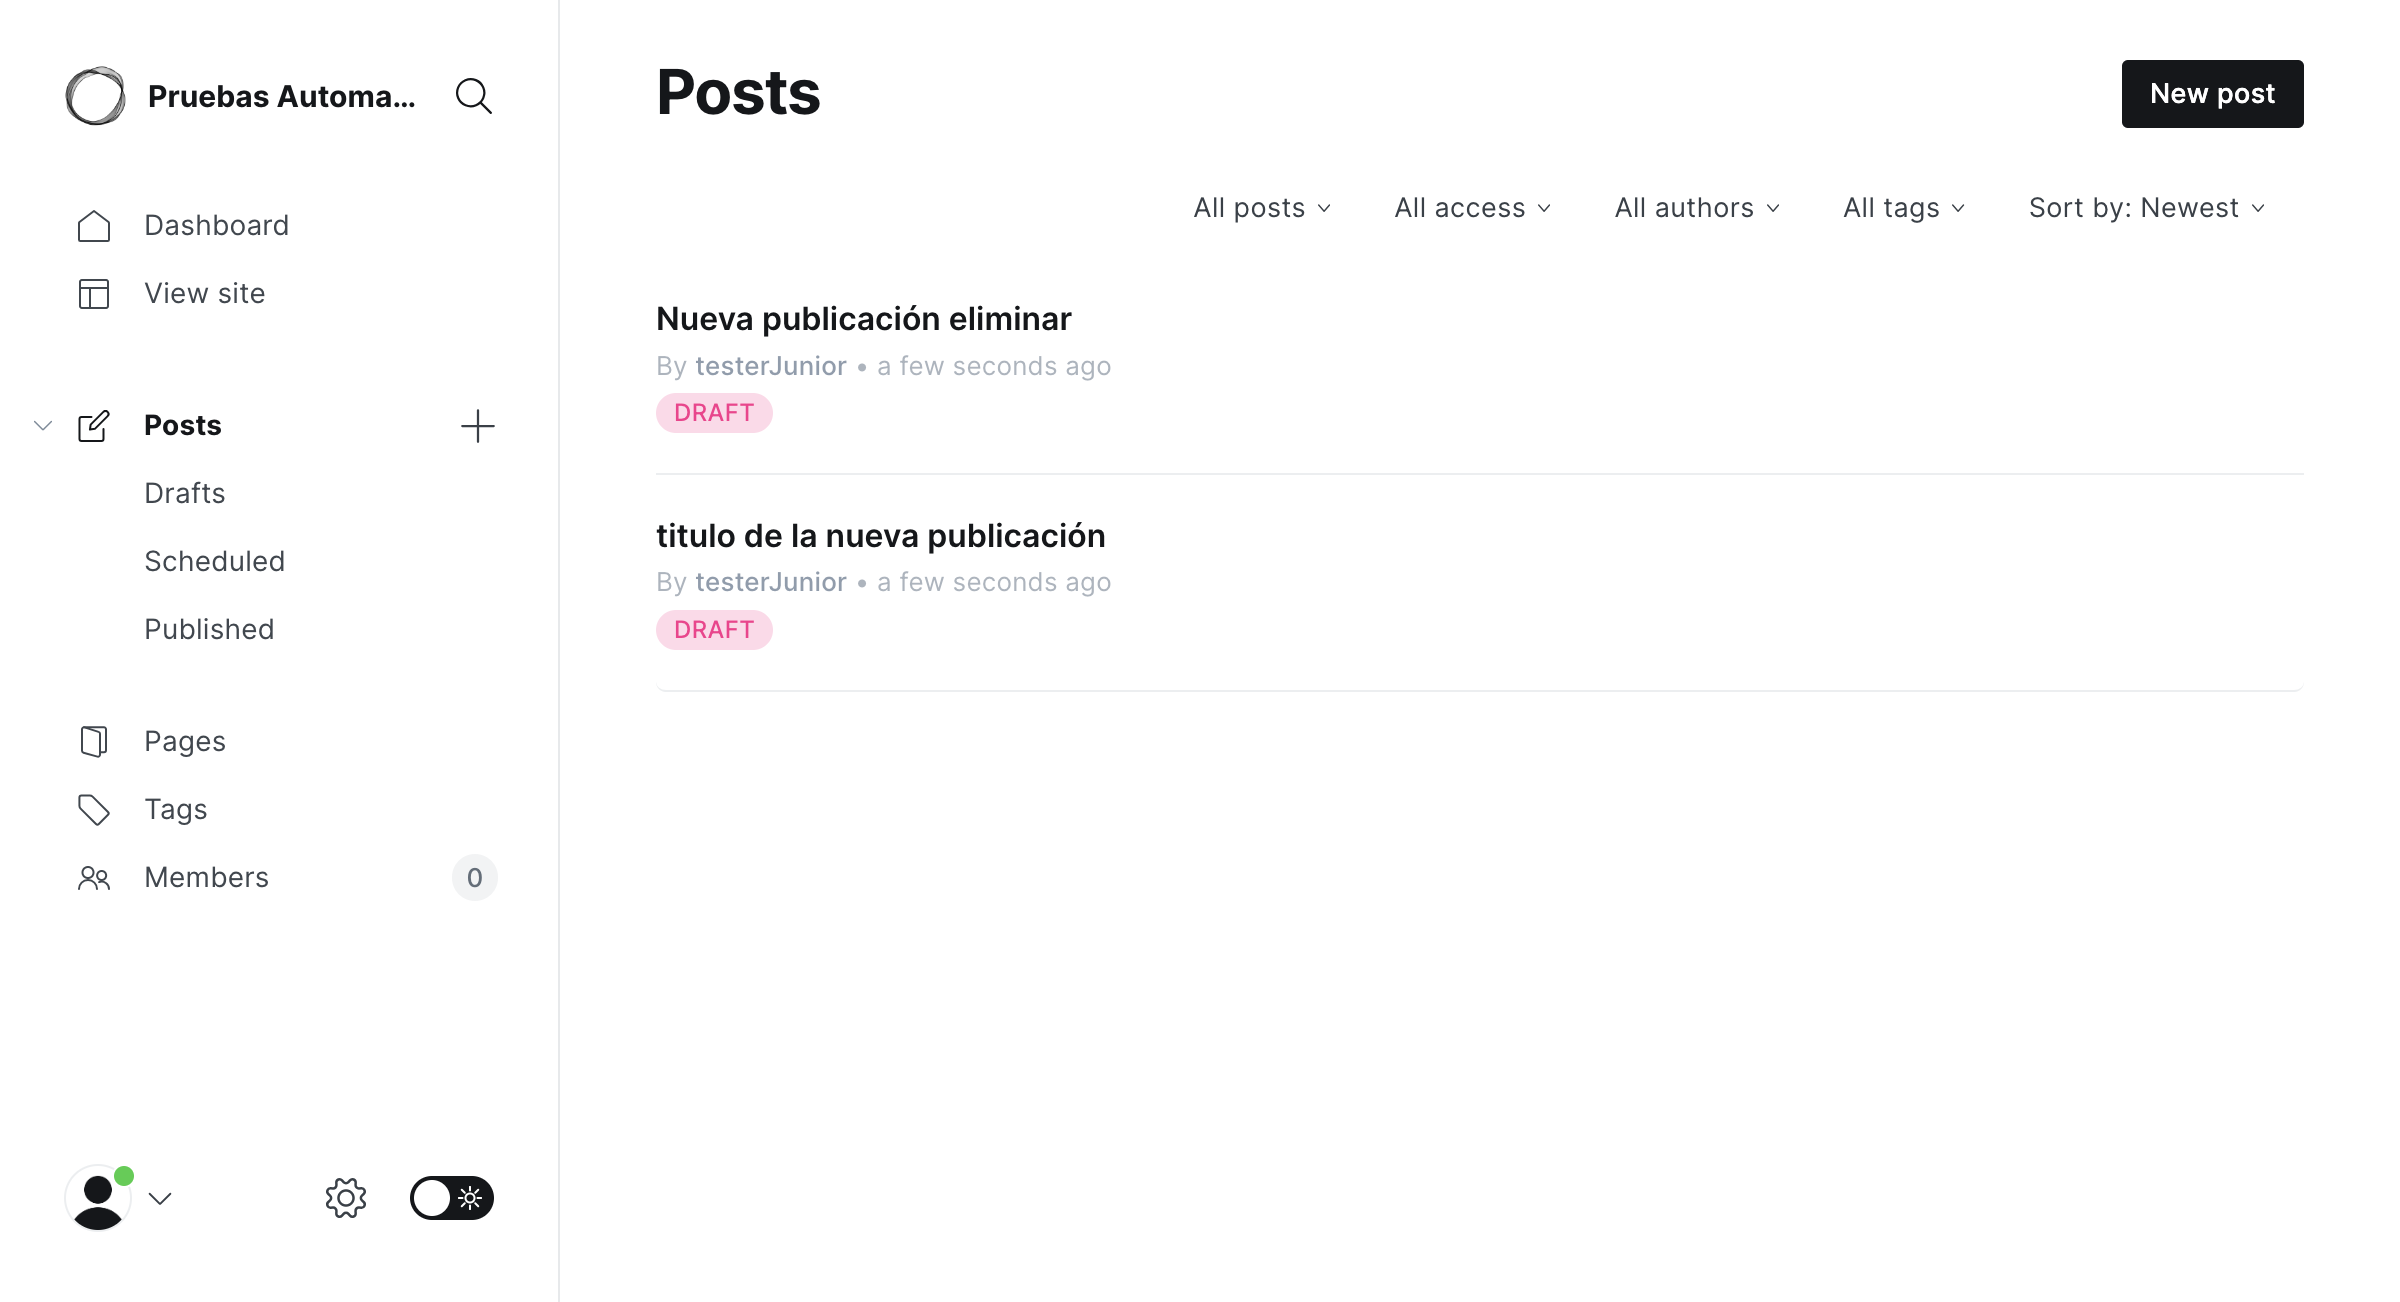 Pruebas Automa...
Dashboard
View site
Posts
Drafts
Scheduled
Published
Pages
Tags
Members 0
Posts
New post
All posts All access All authors All tags Sort by: Newest
Nueva publicación eliminar
By testerJunior • a few seconds ago
DRAFT
titulo de la nueva publicación
By testerJunior • a few seconds ago
DRAFT